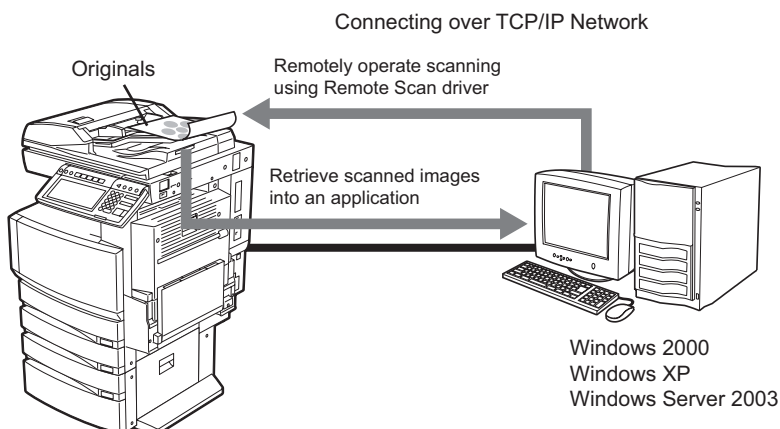 Connecting over TCP/IP Network
Originals
Remotely operate scanning
using Remote Scan driver
Retrieve scanned images
into an application
Windows 2000
Windows XP
Windows Server 2003